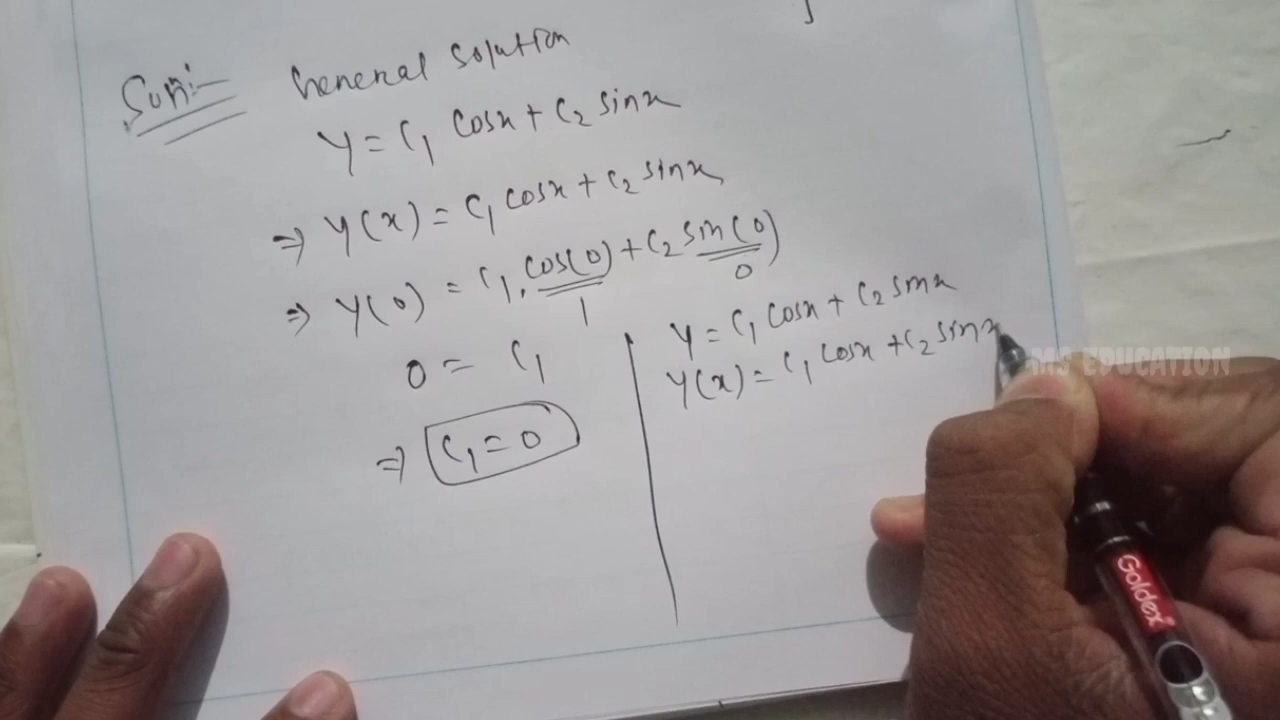 Soln:- General Solution
y = c₁ cosx + c₂ sinx
⇒ y(x) = c₁ cosx + c₂ sinx
⇒ y(0) = c₁. cos(0) + c₂ sin(0)
1 0
0 = c₁
⇒ c₁ = 0
y = c₁ cosx + c₂ sinx
y(x) = c₁ cosx + c₂ sinx
MS EDUCATION
Goldex